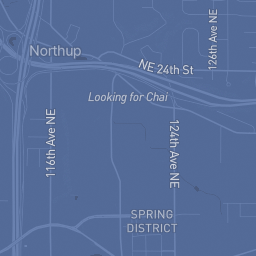 Northup
NE 24th St
126th Ave NE
Looking for Chai
116th Ave NE
124th Ave NE
SPRING
DISTRICT